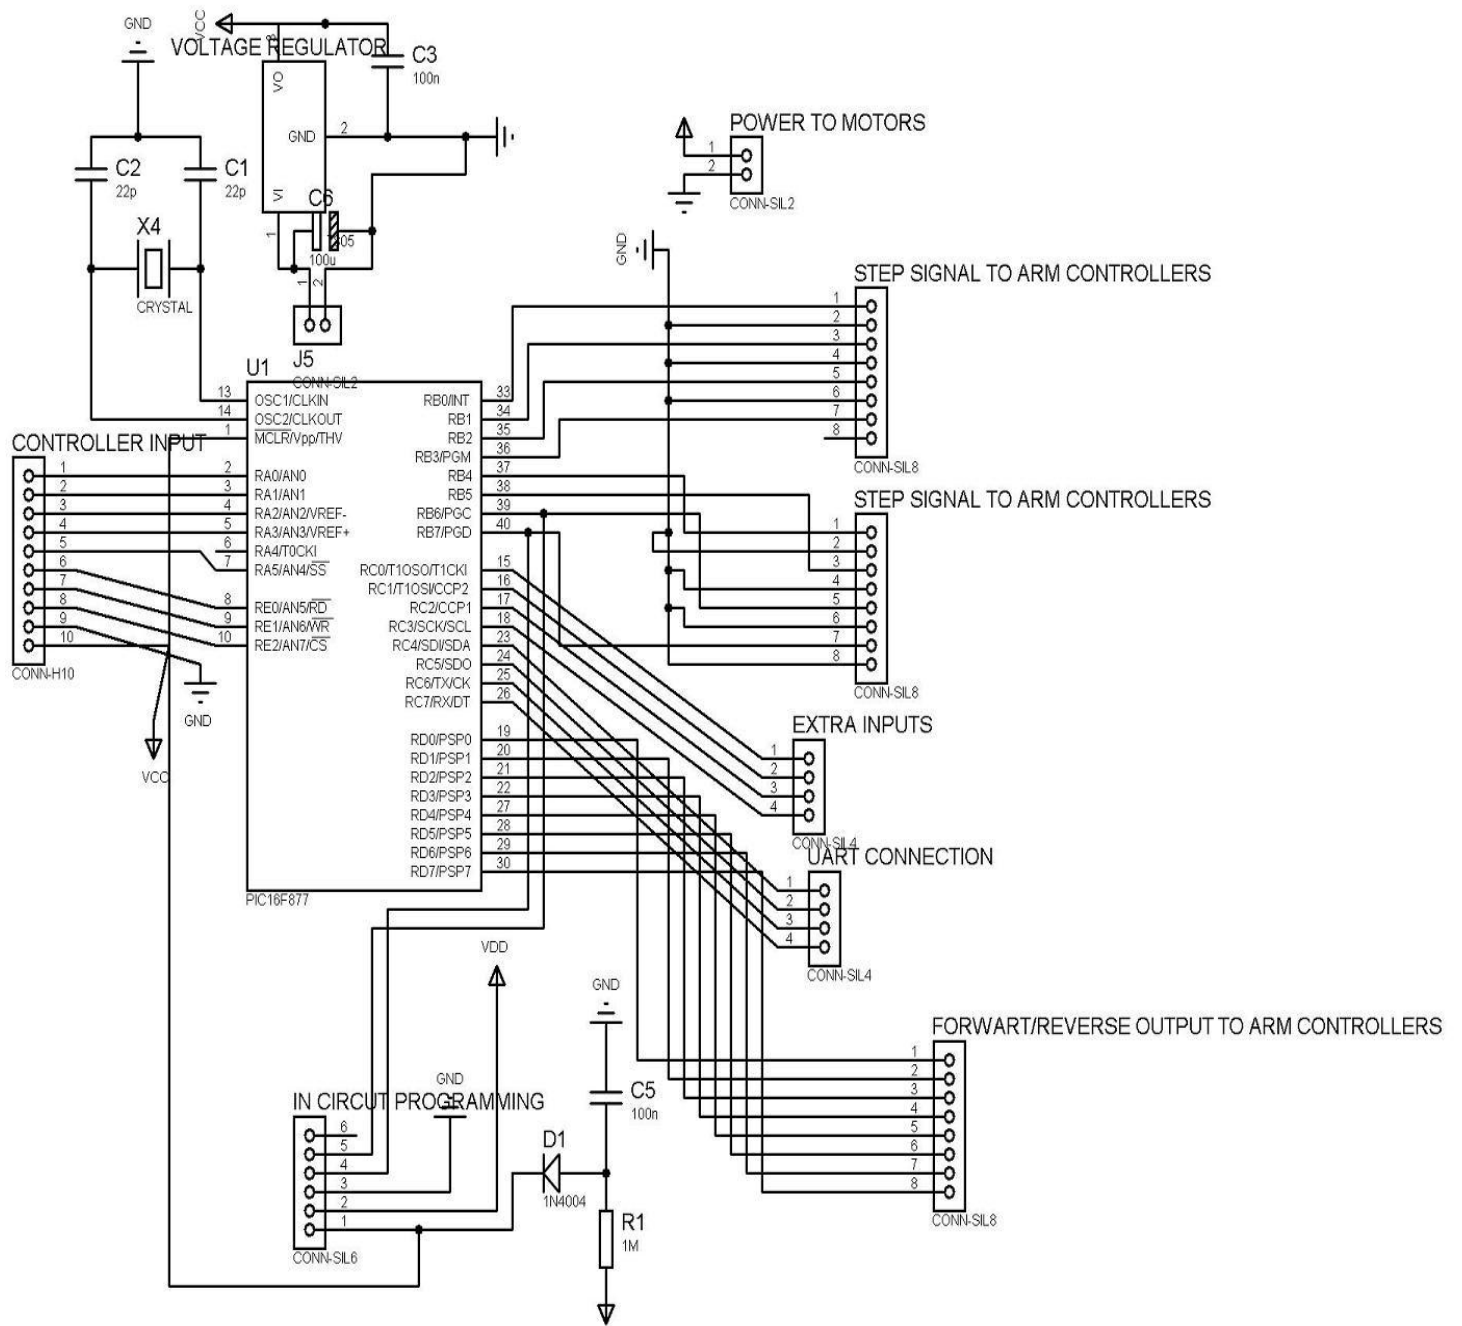 GND
VCC
VOLTAGE REGULATOR
3
VO
C3
100n
GND
2
VI
1
C2
22p
C1
22p
X4
CRYSTAL
C6
100u
1
2
J5
CONN-SIL2
POWER TO MOTORS
1
2
CONN-SIL2
GND
STEP SIGNAL TO ARM CONTROLLERS
1
2
3
4
5
6
7
8
CONN-SIL8
STEP SIGNAL TO ARM CONTROLLERS
1
2
3
4
5
6
7
8
CONN-SIL8
U1
13 OSC1/CLKIN
14 OSC2/CLKOUT
1 MCLR/Vpp/THV
2 RA0/AN0
3 RA1/AN1
4 RA2/AN2/VREF-
5 RA3/AN3/VREF+
6 RA4/T0CKI
7 RA5/AN4/SS
8 RE0/AN5/RD
9 RE1/AN6/WR
10 RE2/AN7/CS
RB0/INT 33
RB1 34
RB2 35
RB3/PGM 36
RB4 37
RB5 38
RB6/PGC 39
RB7/PGD 40
RC0/T1OSO/T1CKI 15
RC1/T1OSI/CCP2 16
RC2/CCP1 17
RC3/SCK/SCL 18
RC4/SDI/SDA 23
RC5/SDO 24
RC6/TX/CK 25
RC7/RX/DT 26
RD0/PSP0 19
RD1/PSP1 20
RD2/PSP2 21
RD3/PSP3 22
RD4/PSP4 27
RD5/PSP5 28
RD6/PSP6 29
RD7/PSP7 30
PIC16F877
CONTROLLER INPUT
1
2
3
4
5
6
7
8
9
10
CONN-H10
GND
VCC
EXTRA INPUTS
1
2
3
4
CONN-SIL4
UART CONNECTION
1
2
3
4
CONN-SIL4
VDD
GND
FORWART/REVERSE OUTPUT TO ARM CONTROLLERS
1
2
3
4
5
6
7
8
CONN-SIL8
GND
IN CIRCUT PROGRAMMING
6
5
4
3
2
1
CONN-SIL6
C5
100n
D1
1N4004
R1
1M